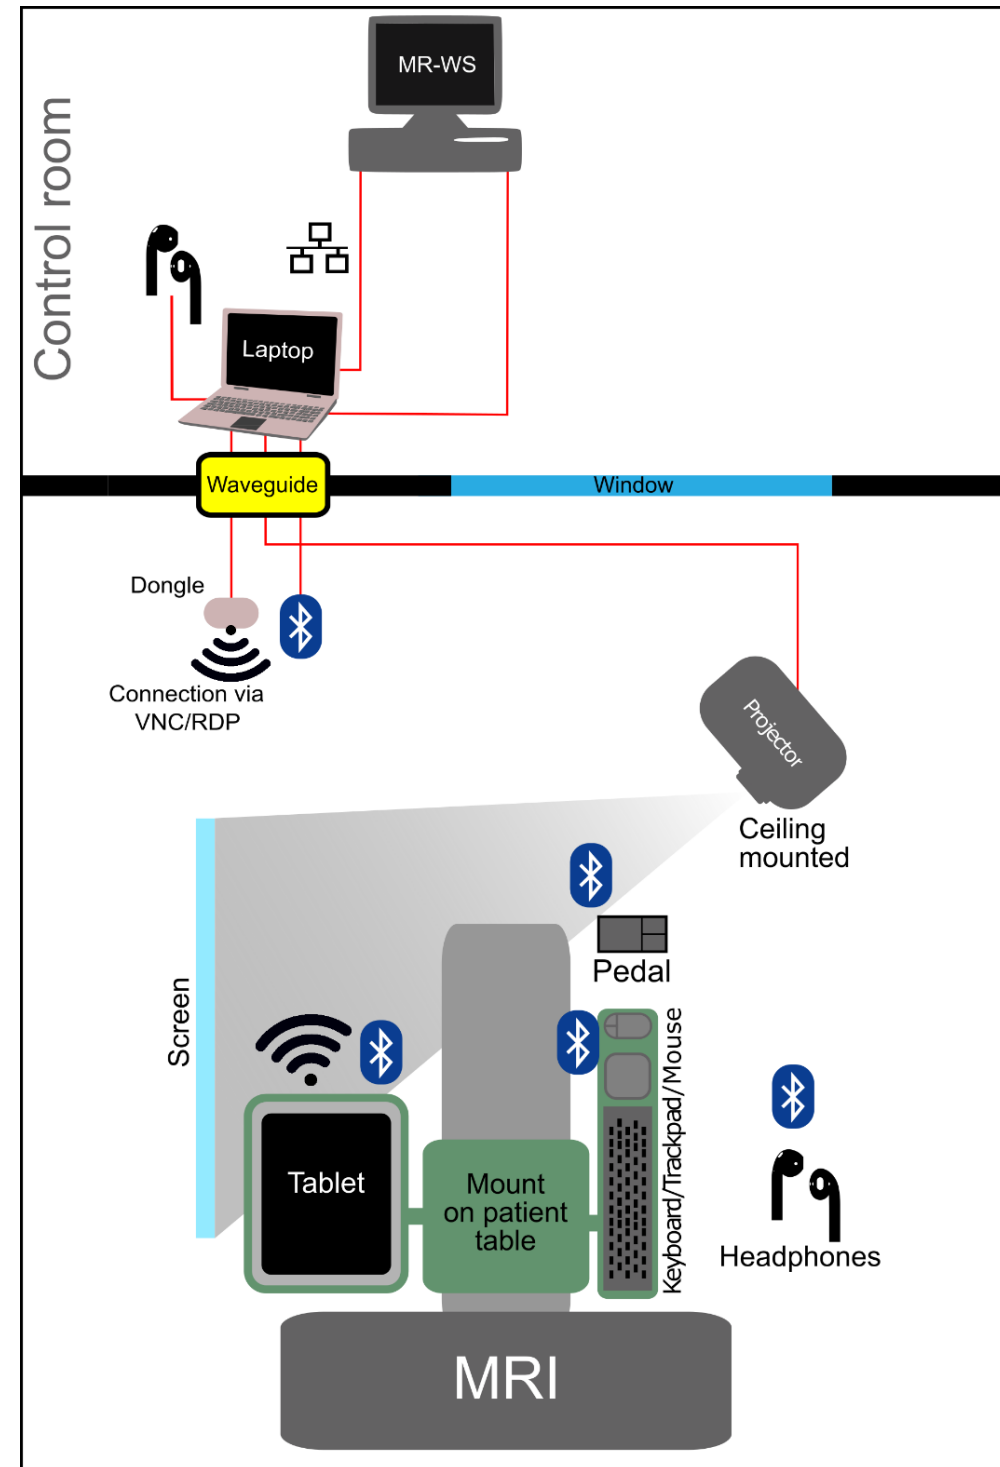 Control room
MR-WS
Laptop
Waveguide
Window
Dongle
Connection via
VNC/RDP
Projector
Ceiling
mounted
Pedal
Screen
Keyboard/Trackpad/Mouse
Tablet
Mount
on patient
table
Headphones
MRI